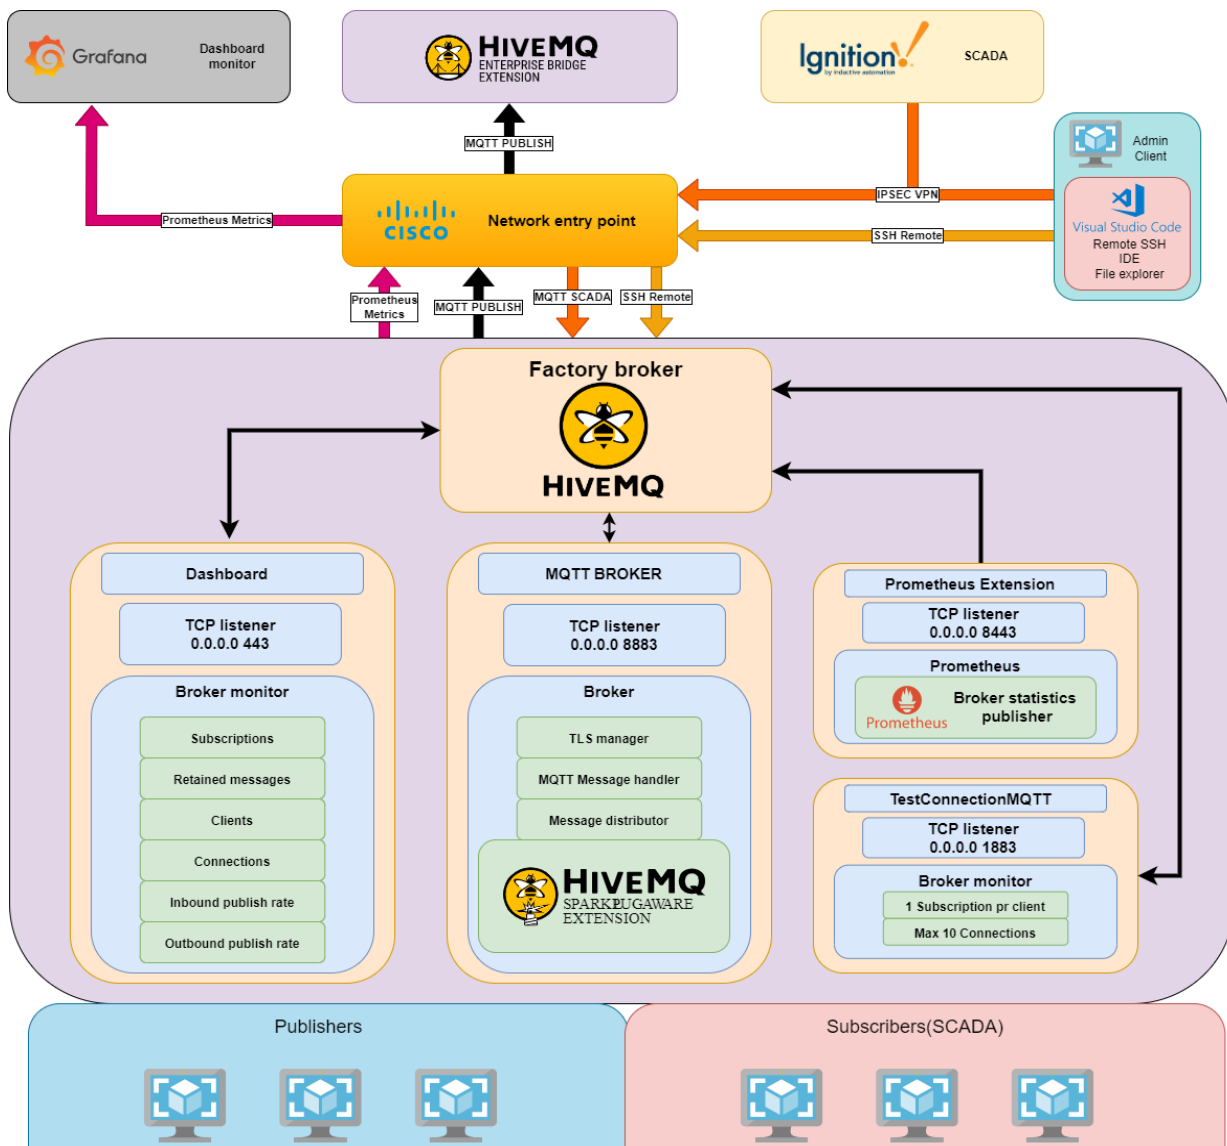 Grafana
Dashboard
monitor
HIVEMQ
ENTERPRISE BRIDGE
EXTENSION
Ignition!
by inductive automation
SCADA
Admin
Client
Visual Studio Code
Remote SSH
IDE
File explorer
MQTT PUBLISH
IPSEC VPN
Prometheus Metrics
CISCO
Network entry point
SSH Remote
Prometheus
Metrics
MQTT PUBLISH
MQTT SCADA
SSH Remote
Factory broker
HIVEMQ
Dashboard
TCP listener
0.0.0.0 443
Broker monitor
Subscriptions
Retained messages
Clients
Connections
Inbound publish rate
Outbound publish rate
MQTT BROKER
TCP listener
0.0.0.0 8883
Broker
TLS manager
MQTT Message handler
Message distributor
HIVEMQ
SPARKPLUGAWARE
EXTENSION
Prometheus Extension
TCP listener
0.0.0.0 8443
Prometheus
Prometheus
Broker statistics
publisher
TestConnectionMQTT
TCP listener
0.0.0.0 1883
Broker monitor
1 Subscription pr client
Max 10 Connections
Publishers
Subscribers(SCADA)